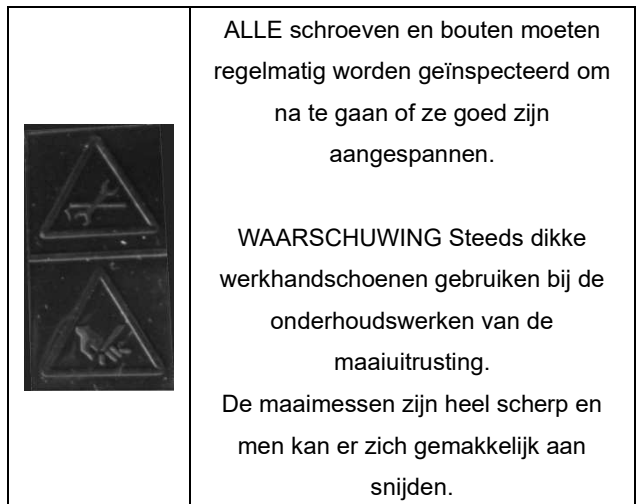 ALLE schroeven en bouten moeten
regelmatig worden geïnspecteerd om
na te gaan of ze goed zijn
aangespannen.
WAARSCHUWING Steeds dikke
werkhandschoenen gebruiken bij de
onderhoudswerken van de
maaiuitrusting.
De maaimessen zijn heel scherp en
men kan er zich gemakkelijk aan
snijden.